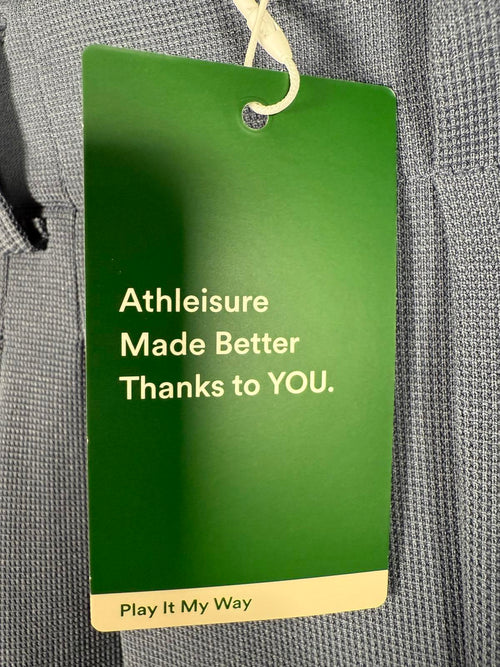 Athleisure
Made Better
Thanks to YOU.
Play It My Way